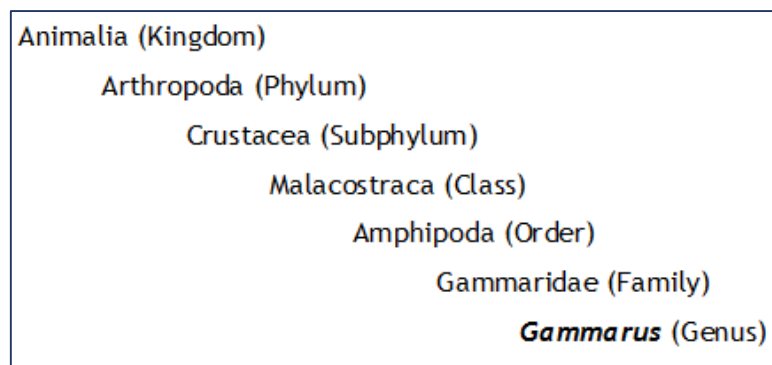 Animalia (Kingdom)
Arthropoda (Phylum)
Crustacea (Subphylum)
Malacostraca (Class)
Amphipoda (Order)
Gammaridae (Family)
Gammarus (Genus)